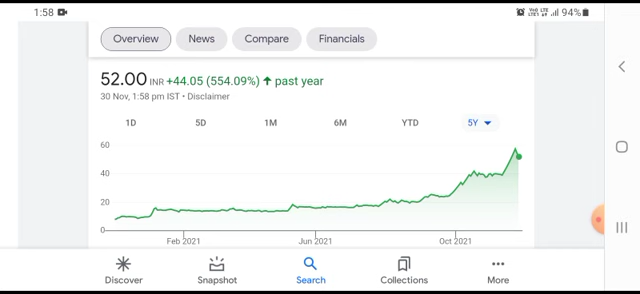 1:58
94%
Overview News Compare Financials
52.00 INR +44.05 (554.09%) ↑ past year
30 Nov, 1:58 pm IST • Disclaimer
1D 5D 1M 6M YTD 5Y
60
40
20
0
Feb 2021 Jun 2021 Oct 2021
Discover Snapshot Search Collections More